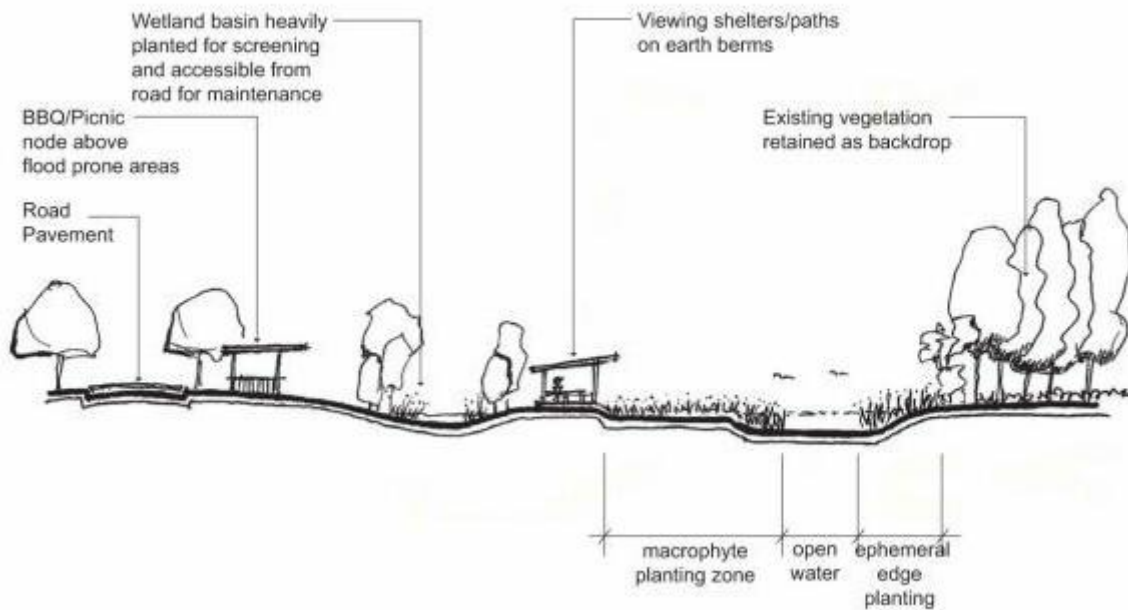 Wetland basin heavily
planted for screening
and accessible from
road for maintenance
Viewing shelters/paths
on earth berms
BBQ/Picnic
node above
flood prone areas
Existing vegetation
retained as backdrop
Road
Pavement
macrophyte
planting zone
open
water
ephemeral
edge
planting